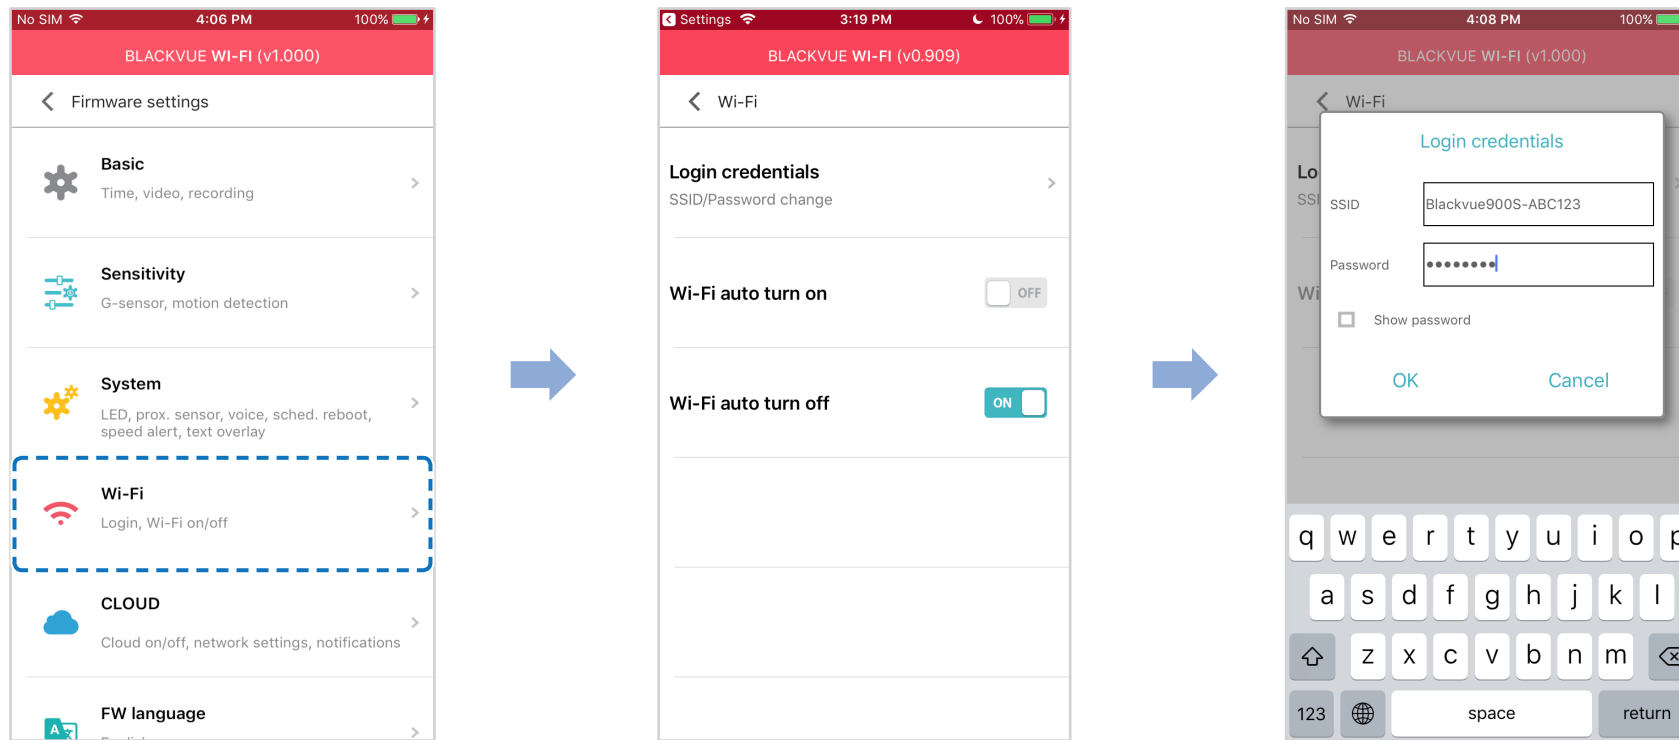 No SIM 4:06 PM 100%
BLACKVUE WI-FI (v1.000)
Firmware settings
Basic
Time, video, recording
Sensitivity
G-sensor, motion detection
System
LED, prox. sensor, voice, sched. reboot,
speed alert, text overlay
Wi-Fi
Login, Wi-Fi on/off
CLOUD
Cloud on/off, network settings, notifications
FW language
Settings 3:19 PM 100%
BLACKVUE WI-FI (v0.909)
Wi-Fi
Login credentials
SSID/Password change
Wi-Fi auto turn on OFF
Wi-Fi auto turn off ON
No SIM 4:08 PM 100%
BLACKVUE WI-FI (v1.000)
Wi-Fi
Lo
SSI
Wi
Login credentials
SSID Blackvue900S-ABC123
Password ••••••••
Show password
OK Cancel
q w e r t y u i o p
a s d f g h j k l
z x c v b n m
123 space return